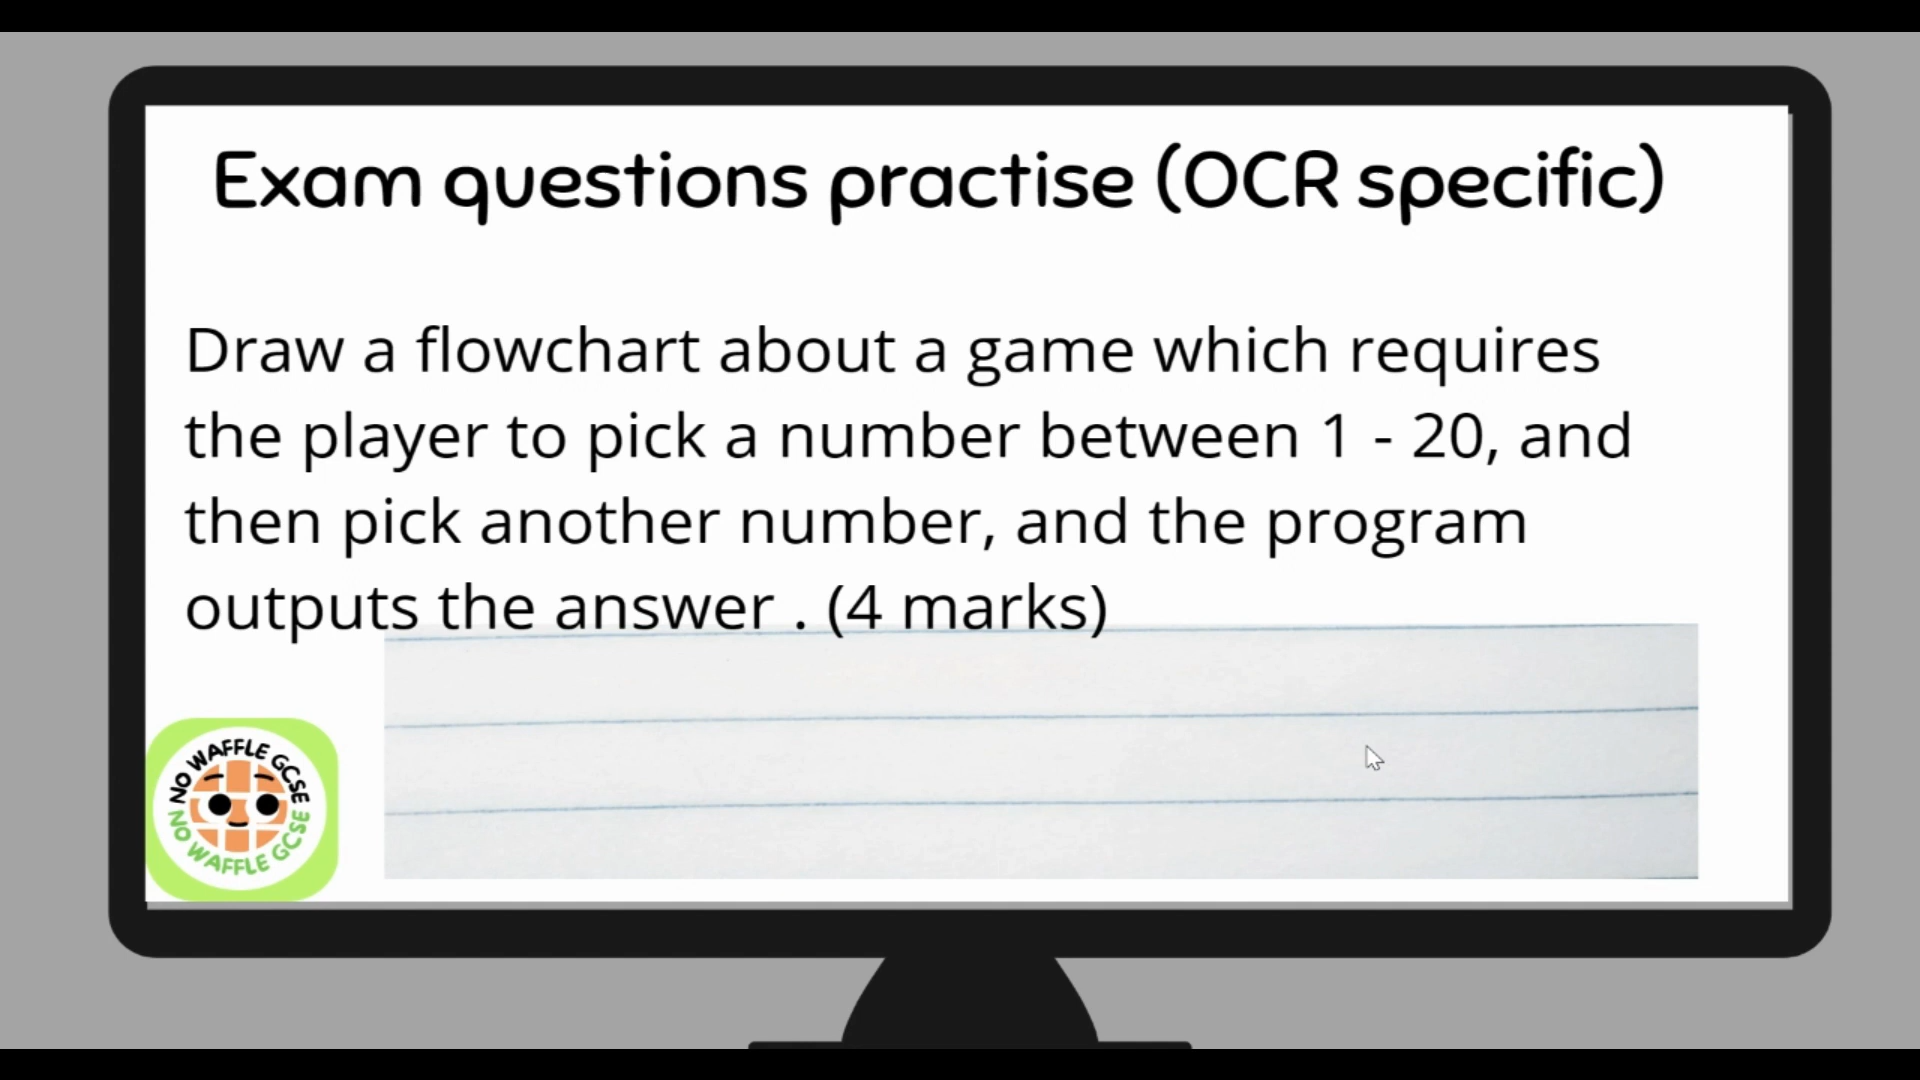 Exam questions practise (OCR specific)
Draw a flowchart about a game which requires
the player to pick a number between 1 - 20, and
then pick another number, and the program
outputs the answer . (4 marks)
NO WAFFLE GCSE
NO WAFFLE GCSE